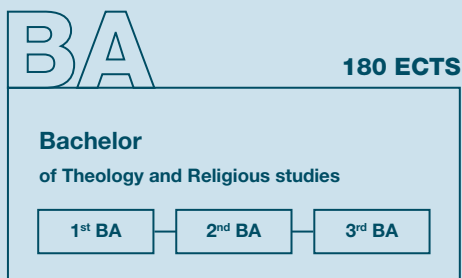 BA
180 ECTS
Bachelor
of Theology and Religious studies
1st BA
2nd BA
3rd BA